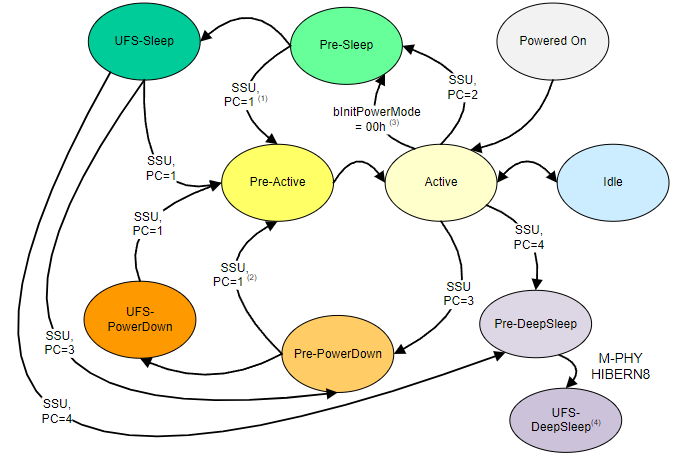 UFS-Sleep
Pre-Sleep
Powered On
SSU,
PC=1 (1)
SSU,
PC=2
bInitPowerMode
= 00h (3)
SSU,
PC=1
Pre-Active
Active
Idle
SSU,
PC=1
SSU,
PC=4
SSU,
PC=1 (2)
SSU
PC=3
UFS-
PowerDown
Pre-DeepSleep
SSU,
PC=3
Pre-PowerDown
M-PHY
HIBERN8
SSU,
PC=4
UFS-
DeepSleep(4)